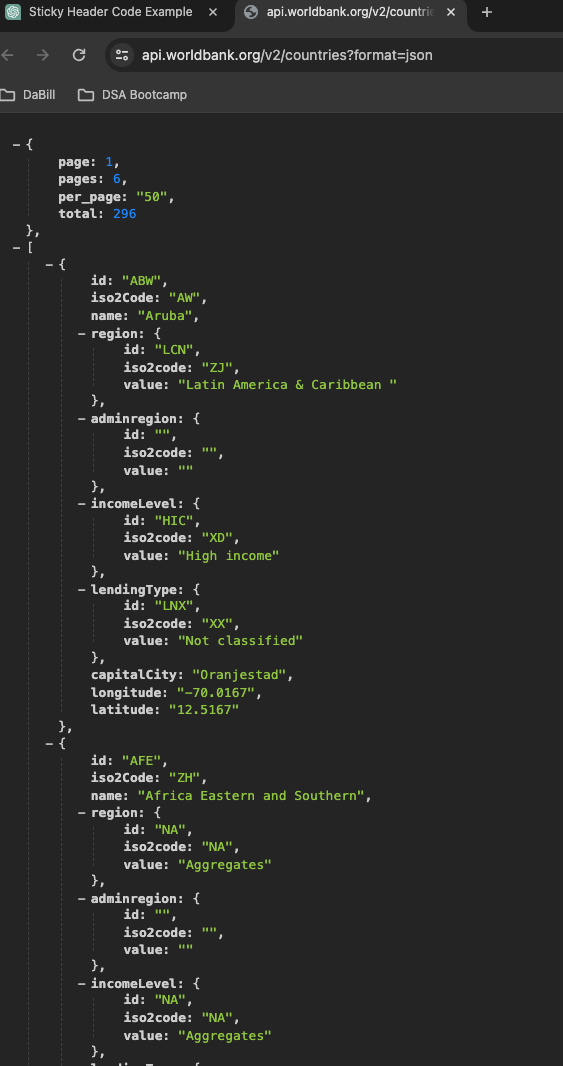 Sticky Header Code Example
api.worldbank.org/v2/countrie
api.worldbank.org/v2/countries?format=json
DaBill
DSA Bootcamp
– {
page: 1,
pages: 6,
per_page: "50",
total: 296
},
– [
– {
id: "ABW",
iso2Code: "AW",
name: "Aruba",
– region: {
id: "LCN",
iso2code: "ZJ",
value: "Latin America & Caribbean "
},
– adminregion: {
id: "",
iso2code: "",
value: ""
},
– incomeLevel: {
id: "HIC",
iso2code: "XD",
value: "High income"
},
– lendingType: {
id: "LNX",
iso2code: "XX",
value: "Not classified"
},
capitalCity: "Oranjestad",
longitude: "-70.0167",
latitude: "12.5167"
},
– {
id: "AFE",
iso2Code: "ZH",
name: "Africa Eastern and Southern",
– region: {
id: "NA",
iso2code: "NA",
value: "Aggregates"
},
– adminregion: {
id: "",
iso2code: "",
value: ""
},
– incomeLevel: {
id: "NA",
iso2code: "NA",
value: "Aggregates"
},